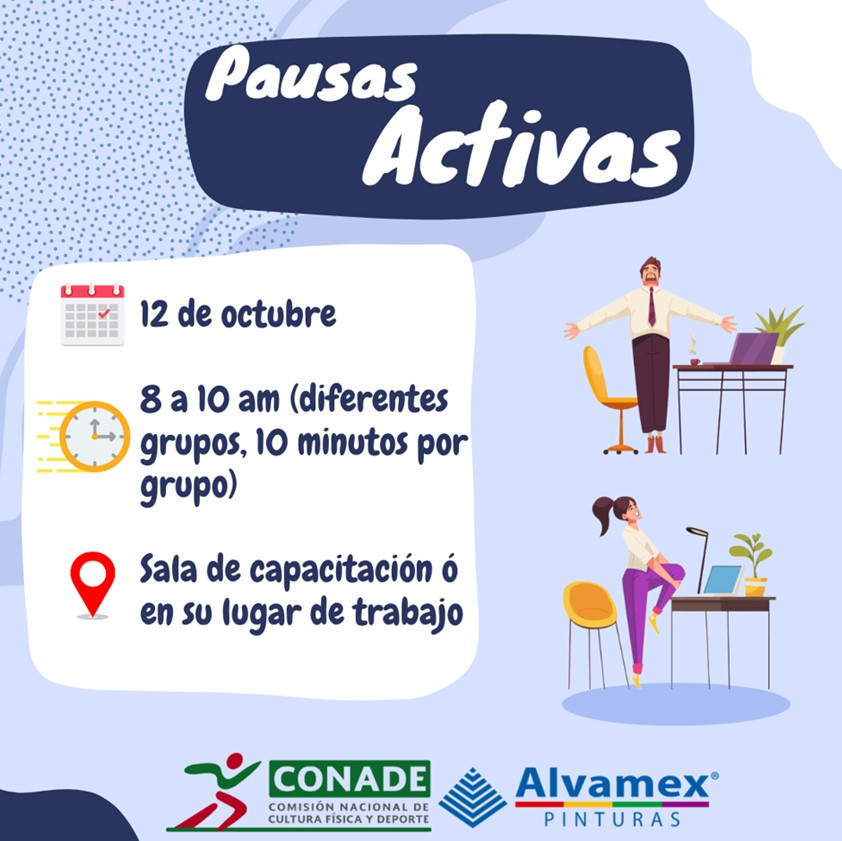 Pausas
Activas
12 de octubre
8 a 10 am (diferentes
grupos, 10 minutos por
grupo)
Sala de capacitación ó
en su lugar de trabajo
CONADE
COMISIÓN NACIONAL DE
CULTURA FÍSICA Y DEPORTE
Alvamex®
PINTURAS